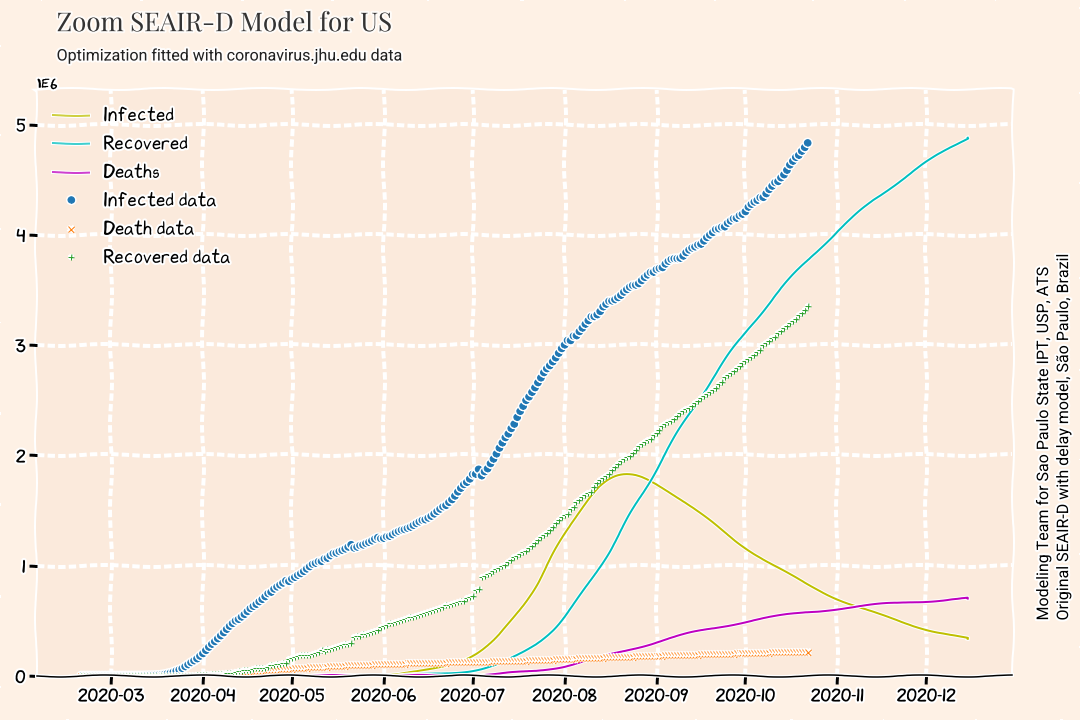 Zoom SEAIR-D Model for US
Optimization fitted with coronavirus.jhu.edu data
1E6
Infected
Recovered
Deaths
Infected data
Death data
Recovered data
5
4
3
2
1
0
2020-03 2020-04 2020-05 2020-06 2020-07 2020-08 2020-09 2020-10 2020-11 2020-12
Modeling Team for Sao Paulo State IPT, USP, ATS
Original SEAIR-D with delay model, São Paulo, Brazil